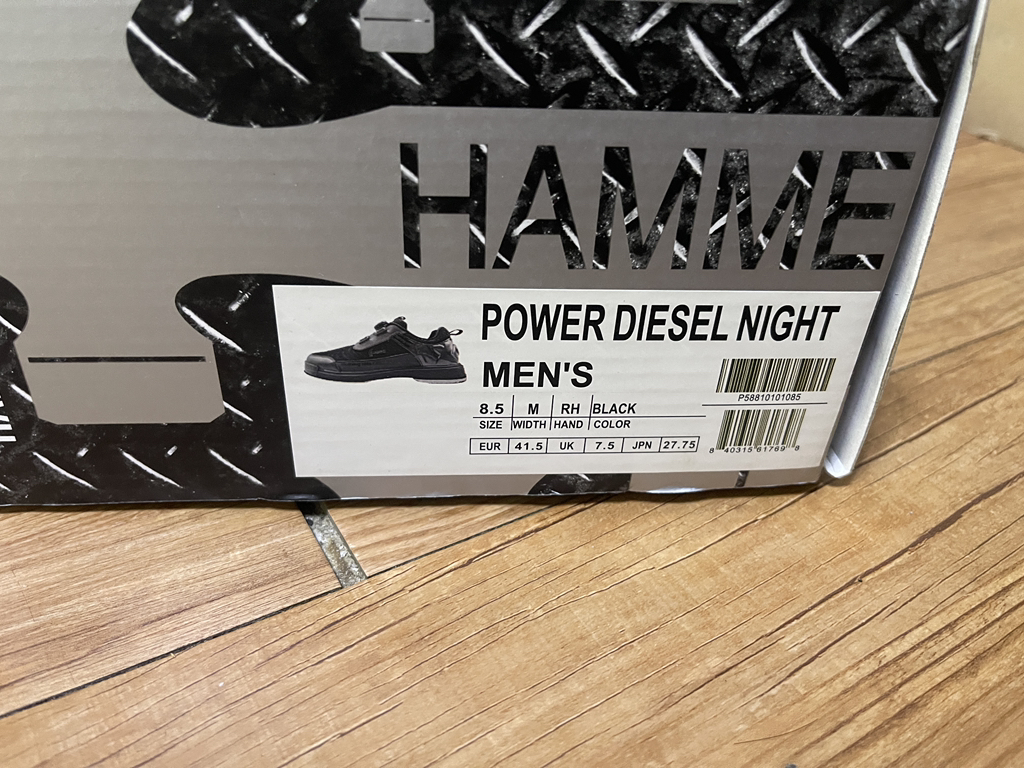 HAMME
POWER DIESEL NIGHT
MEN'S
8.5 M RH BLACK
SIZE WIDTH HAND COLOR
P58810101085
EUR 41.5 UK 7.5 JPN 27.75
8 40315 61769 8